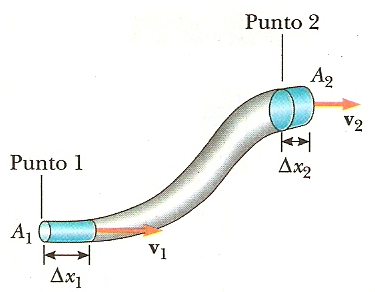 Punto 2
A₂
v₂
Δx₂
Punto 1
A₁
v₁
Δx₁